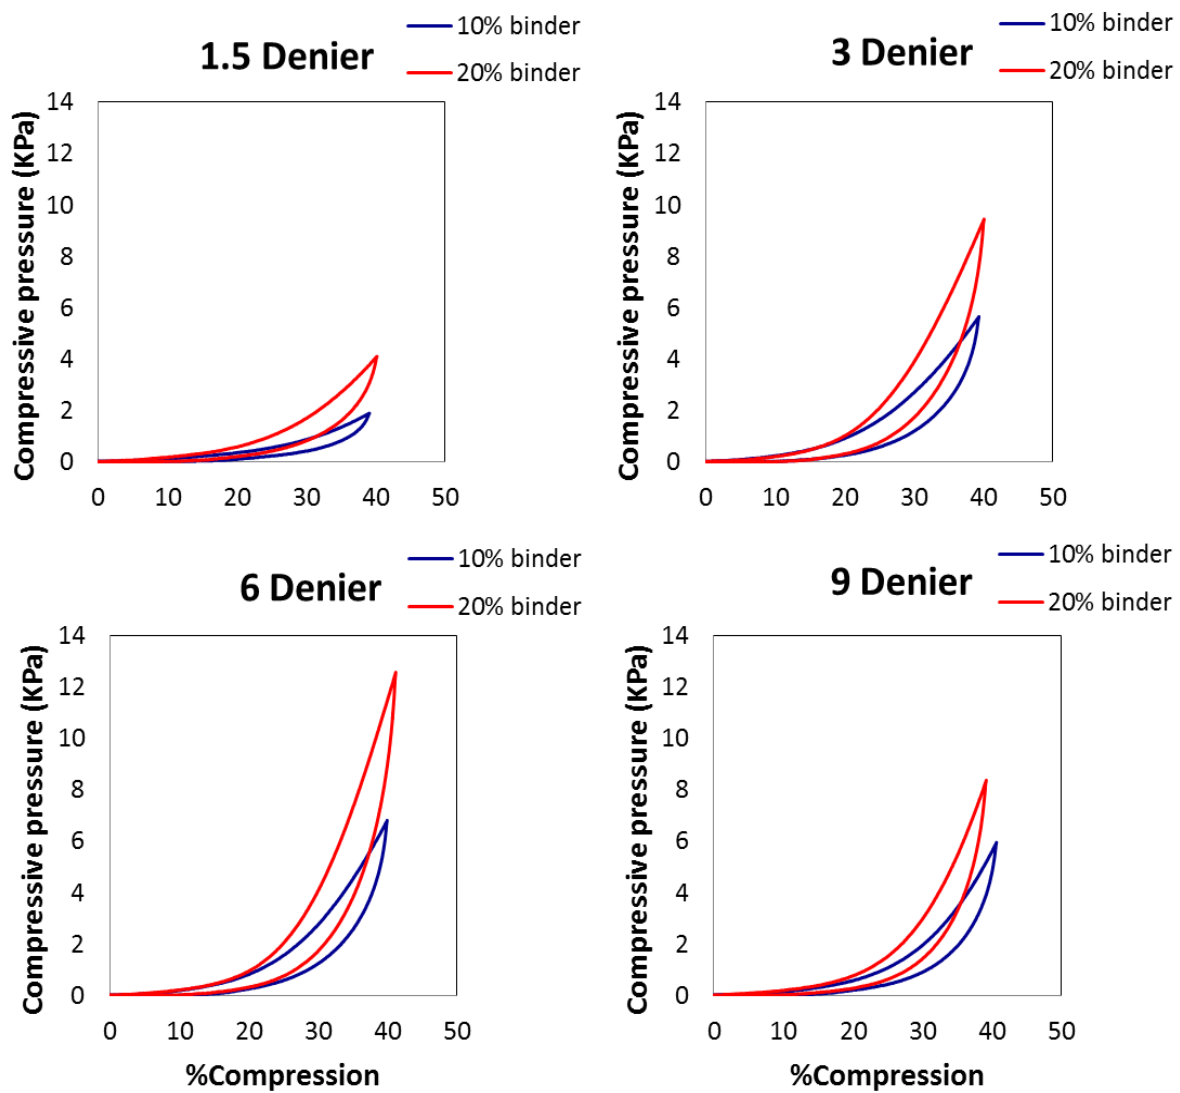 1.5 Denier
10% binder
20% binder
Compressive pressure (KPa)
14
12
10
8
6
4
2
0
0 10 20 30 40 50
3 Denier
10% binder
20% binder
Compressive pressure (KPa)
14
12
10
8
6
4
2
0
0 10 20 30 40 50
6 Denier
10% binder
20% binder
Compressive pressure (KPa)
14
12
10
8
6
4
2
0
0 10 20 30 40 50
%Compression
9 Denier
10% binder
20% binder
Compressive pressure (KPa)
14
12
10
8
6
4
2
0
0 10 20 30 40 50
%Compression